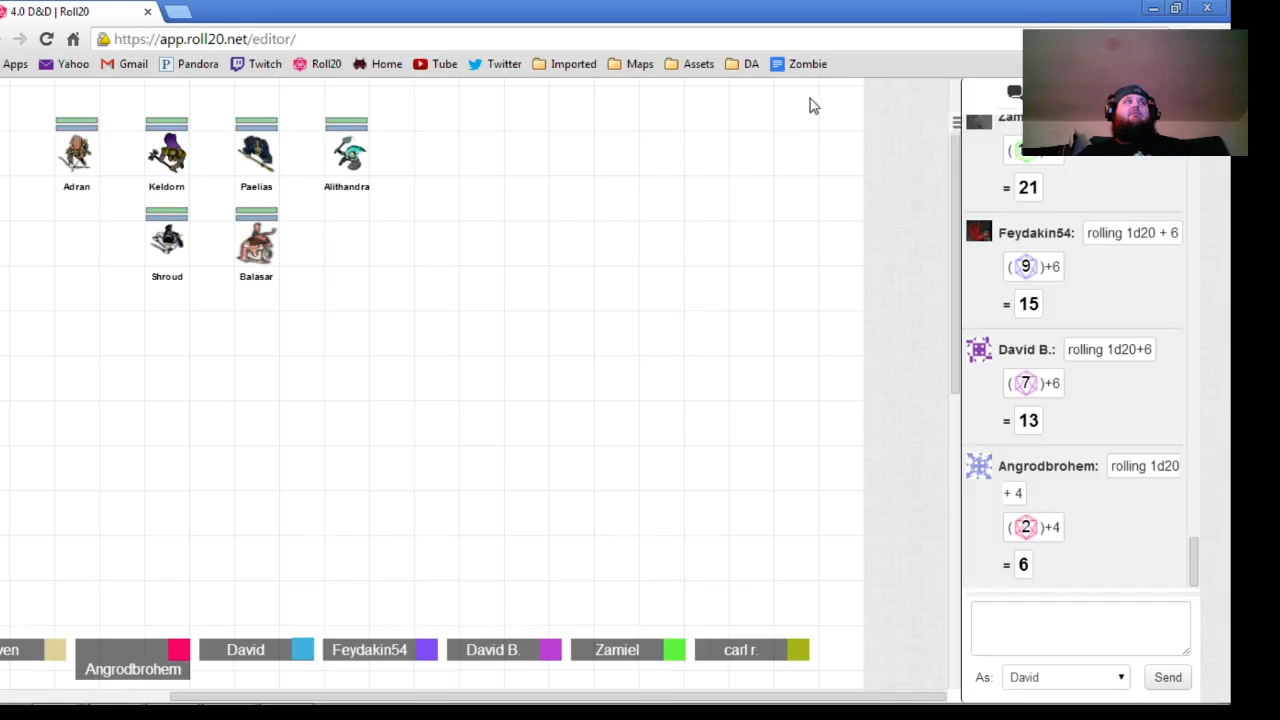 4.0 D&D | Roll20
https://app.roll20.net/editor/
Apps Yahoo Gmail Pandora Twitch Roll20 Home Tube Twitter Imported Maps Assets DA Zombie
Adran Keldorn Paelias Alithandra
Shroud Balasar
= 21
Feydakin54: rolling 1d20 + 6
(9)+6
= 15
David B.: rolling 1d20+6
(7)+6
= 13
Angrodbrohem: rolling 1d20
+ 4
(2)+4
= 6
ven Angrodbrohem David Feydakin54 David B. Zamiel carl r.
As: David Send